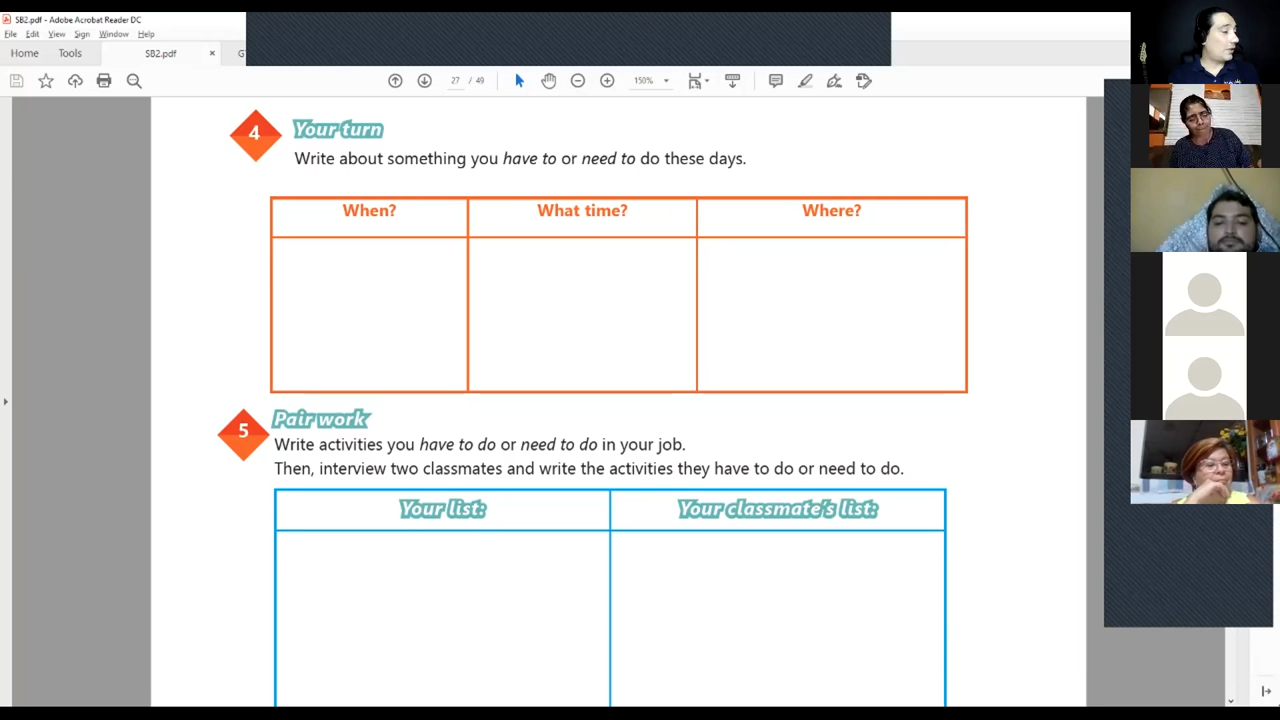 SB2.pdf - Adobe Acrobat Reader DC
File Edit View Sign Window Help
Home Tools SB2.pdf ×
27 / 49 150%
4 Your turn
Write about something you have to or need to do these days.
When? What time? Where?
5 Pair work
Write activities you have to do or need to do in your job.
Then, interview two classmates and write the activities they have to do or need to do.
Your list: Your classmate's list: